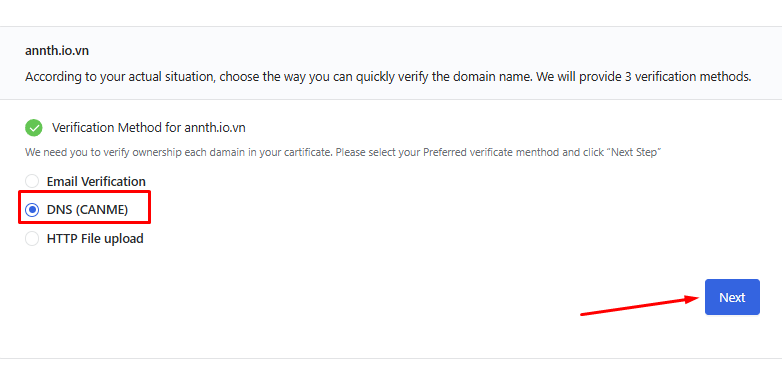 annth.io.vn
According to your actual situation, choose the way you can quickly verify the domain name. We will provide 3 verification methods.
Verification Method for annth.io.vn
We need you to verify ownership each damain in your cartificate. Please select your Preferred verificate menthod and click “Next Step”
Email Verification
DNS (CANME)
HTTP File upload
Next